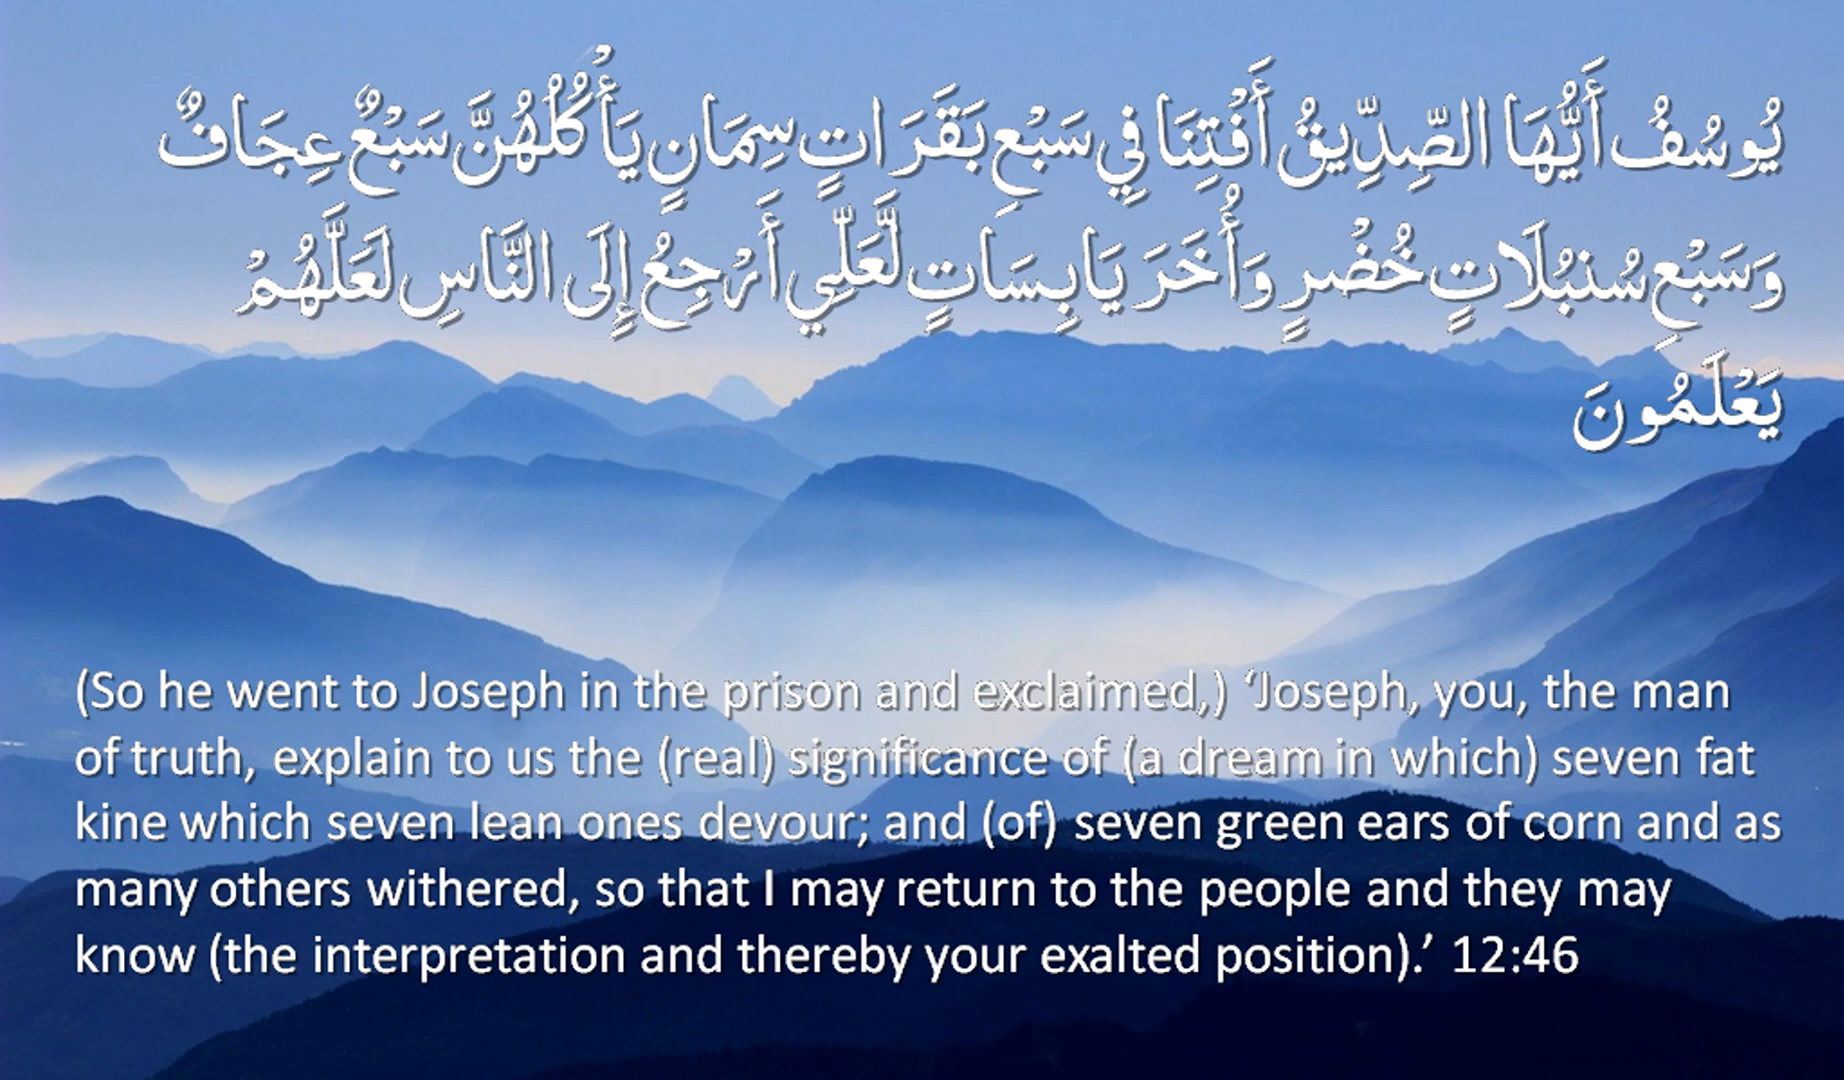 يُوسُفُ أَيُّهَا الصِّدِّيقُ أَفْتِنَا فِي سَبْعِ بَقَرَاتٍ سِمَانٍ يَأْكُلُهُنَّ سَبْعٌ عِجَافٌ
وَسَبْعِ سُنبُلَاتٍ خُضْرٍ وَأُخَرَ يَابِسَاتٍ لَّعَلِّي أَرْجِعُ إِلَى النَّاسِ لَعَلَّهُمْ
يَعْلَمُونَ
(So he went to Joseph in the prison and exclaimed,) ‘Joseph, you, the man
of truth, explain to us the (real) significance of (a dream in which) seven fat
kine which seven lean ones devour; and (of) seven green ears of corn and as
many others withered, so that I may return to the people and they may
know (the interpretation and thereby your exalted position).’ 12:46